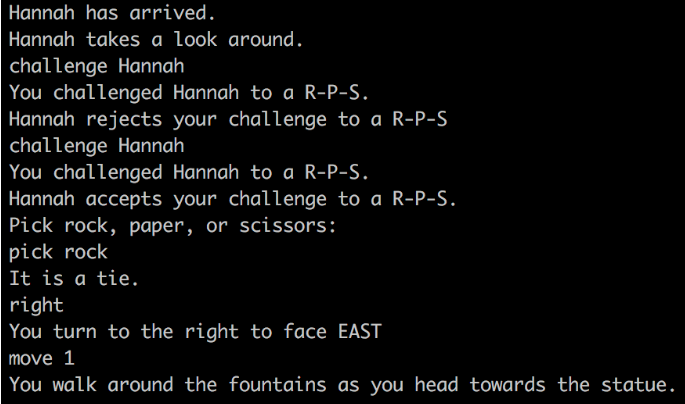 Hannah has arrived.
Hannah takes a look around.
challenge Hannah
You challenged Hannah to a R-P-S.
Hannah rejects your challenge to a R-P-S
challenge Hannah
You challenged Hannah to a R-P-S.
Hannah accepts your challenge to a R-P-S.
Pick rock, paper, or scissors:
pick rock
It is a tie.
right
You turn to the right to face EAST
move 1
You walk around the fountains as you head towards the statue.